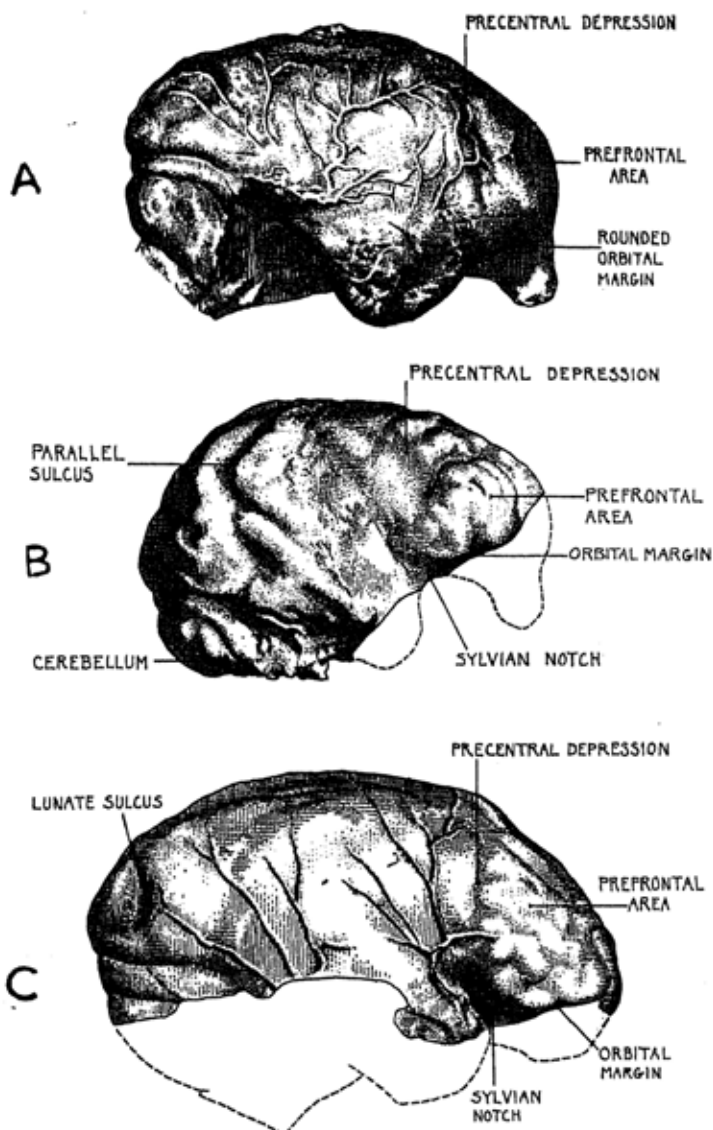 PRECENTRAL DEPRESSION
A
PREFRONTAL
AREA
ROUNDED
ORBITAL
MARGIN
PRECENTRAL DEPRESSION
PARALLEL
SULCUS
PREFRONTAL
AREA
B
ORBITAL MARGIN
CEREBELLUM
SYLVIAN NOTCH
PRECENTRAL DEPRESSION
LUNATE SULCUS
PREFRONTAL
AREA
C
ORBITAL
MARGIN
SYLVIAN
NOTCH